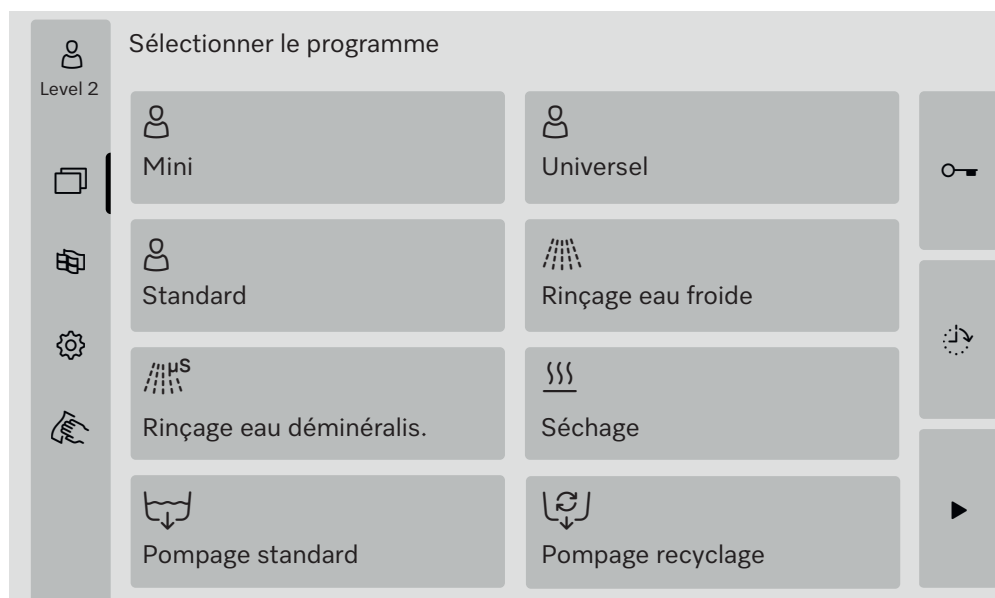 Sélectionner le programme
Level 2
Mini
Universel
Standard
Rinçage eau froide
µS
Rinçage eau déminéralis.
Séchage
Pompage standard
Pompage recyclage